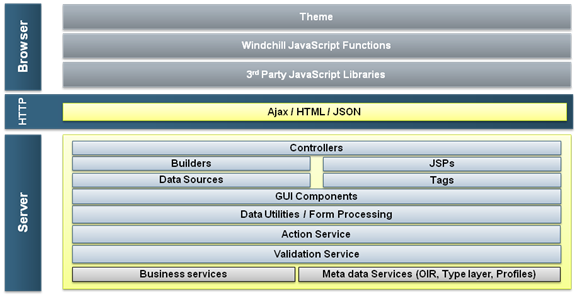 Browser
Theme
Windchill JavaScript Functions
3rd Party JavaScript Libraries
HTTP
Ajax / HTML / JSON
Server
Controllers
Builders
JSPs
Data Sources
Tags
GUI Components
Data Utilities / Form Processing
Action Service
Validation Service
Business services
Meta data Services (OIR, Type layer, Profiles)